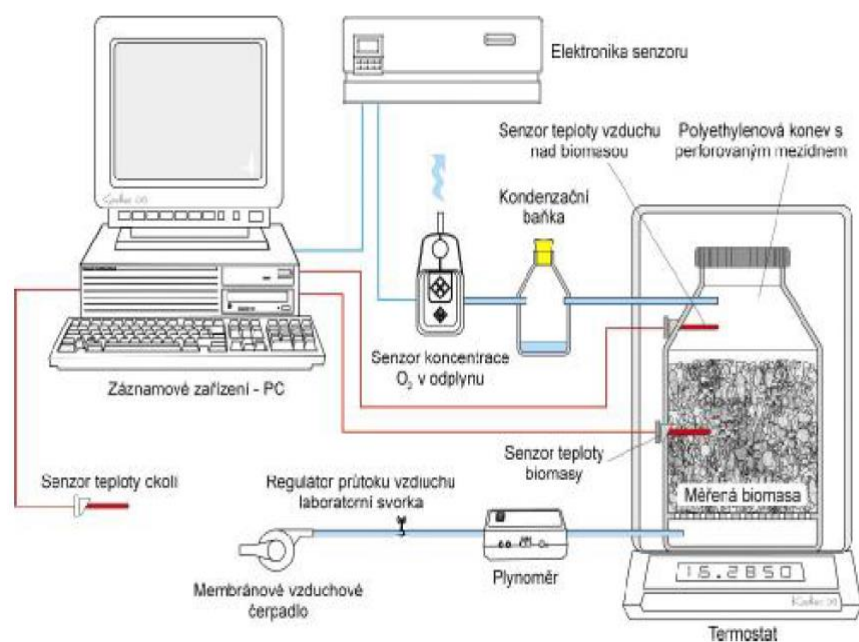 Elektronika senzoru
Senzor teploty vzduchu
nad biomasou
Polyethylenová konev s
perforovaným mezidnem
Kondenzační
baňka
Senzor koncentrace
O₂ v odplynu
Záznamové zařízení - PC
Senzor teploty
biomasy
Senzor teploty ckolí
Regulátor průtoku vzdiuchu
laboratorní svorka
Měřená biomasa
Membránové vzduchové
čerpadlo
Plynoměr
16.2850
Termostat